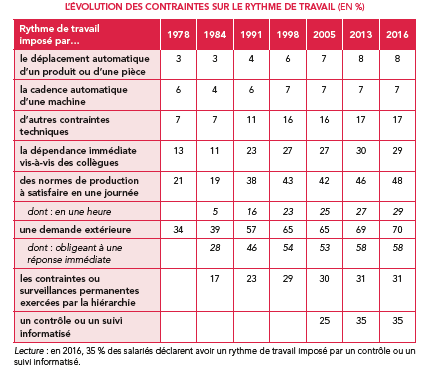 L'ÉVOLUTION DES CONTRAINTES SUR LE RYTHME DE TRAVAIL (EN %)
Rythme de travail
imposé par… 1978 1984 1991 1998 2005 2013 2016
le déplacement automatique
d'un produit ou d'une pièce 3 3 4 6 7 8 8
la cadence automatique
d'une machine 6 4 6 7 7 7 7
d'autres contraintes
techniques 7 7 11 16 16 17 17
la dépendance immédiate
vis-à-vis des collègues 13 11 23 27 27 30 29
des normes de production
à satisfaire en une journée 21 19 38 43 42 46 48
dont : en une heure 5 16 23 25 27 29
une demande extérieure 34 39 57 65 65 69 70
dont : obligeant à une
réponse immédiate 28 46 54 53 58 58
les contraintes ou
surveillances permanentes
exercées par la hiérarchie 17 23 29 30 31 31
un contrôle ou un suivi
informatisé 25 35 35
Lecture : en 2016, 35 % des salariés déclarent avoir un rythme de travail imposé par un contrôle ou un
suivi informatisé.